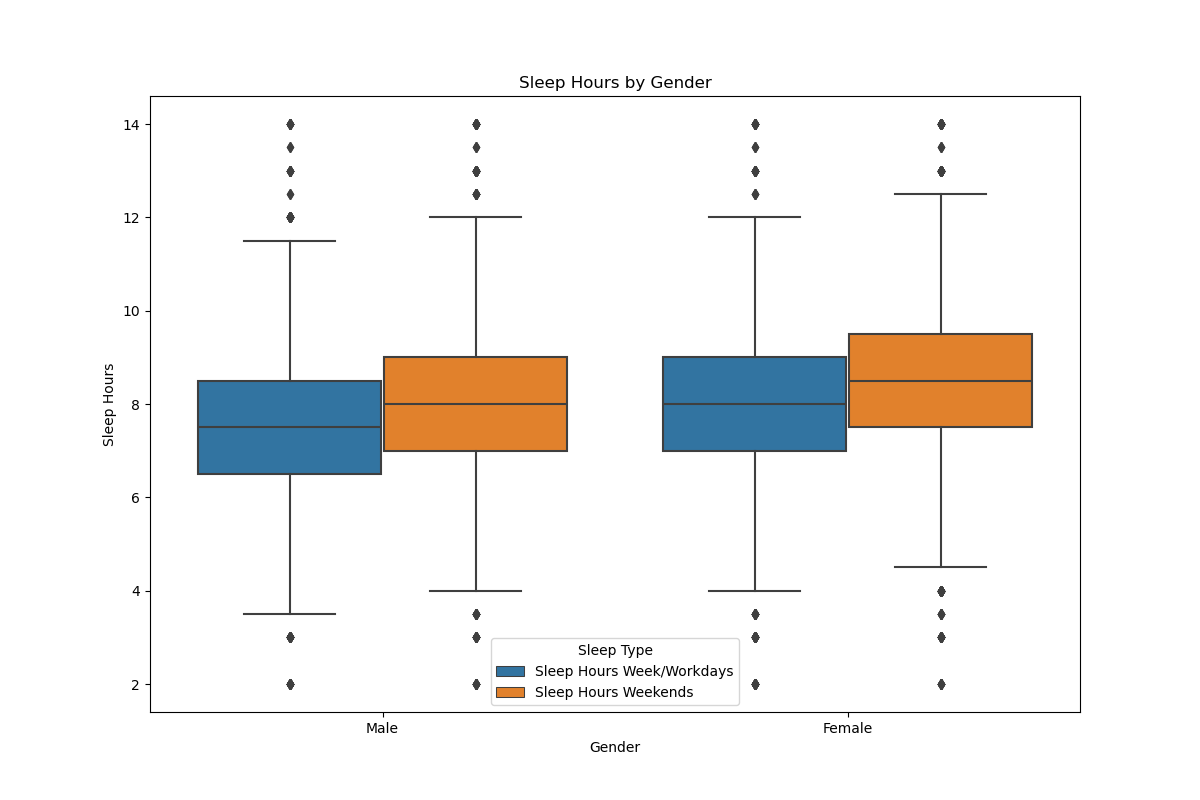 Sleep Hours by Gender
14
12
10
8
6
4
2
Sleep Hours
Sleep Type
Sleep Hours Week/Workdays
Sleep Hours Weekends
Male
Female
Gender